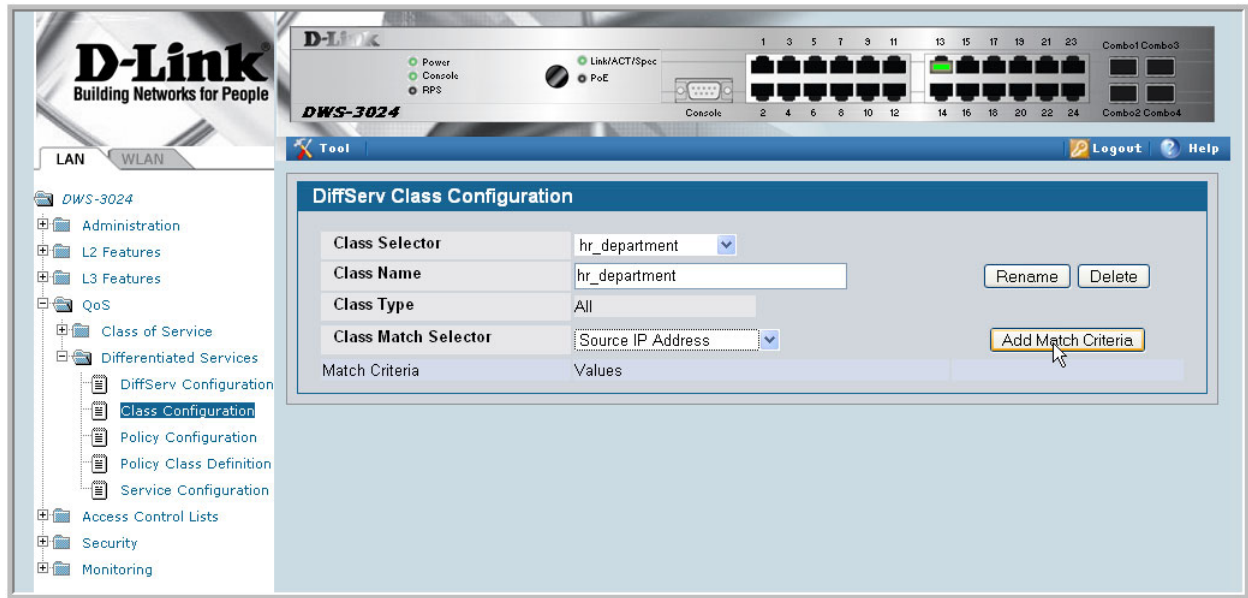 D-Link
Building Networks for People
D-Link
Power
Console
RPS
Link/ACT/Spec
PoE
Console
DWS-3024
1 3 5 7 9 11 13 15 17 19 21 23
2 4 6 8 10 12 14 16 18 20 22 24
Combo1 Combo3
Combo2 Combo4
LAN WLAN
Tool Logout Help
DWS-3024
Administration
L2 Features
L3 Features
QoS
Class of Service
Differentiated Services
DiffServ Configuration
Class Configuration
Policy Configuration
Policy Class Definition
Service Configuration
Access Control Lists
Security
Monitoring
DiffServ Class Configuration
Class Selector hr_department
Class Name hr_department Rename Delete
Class Type All
Class Match Selector Source IP Address Add Match Criteria
Match Criteria Values